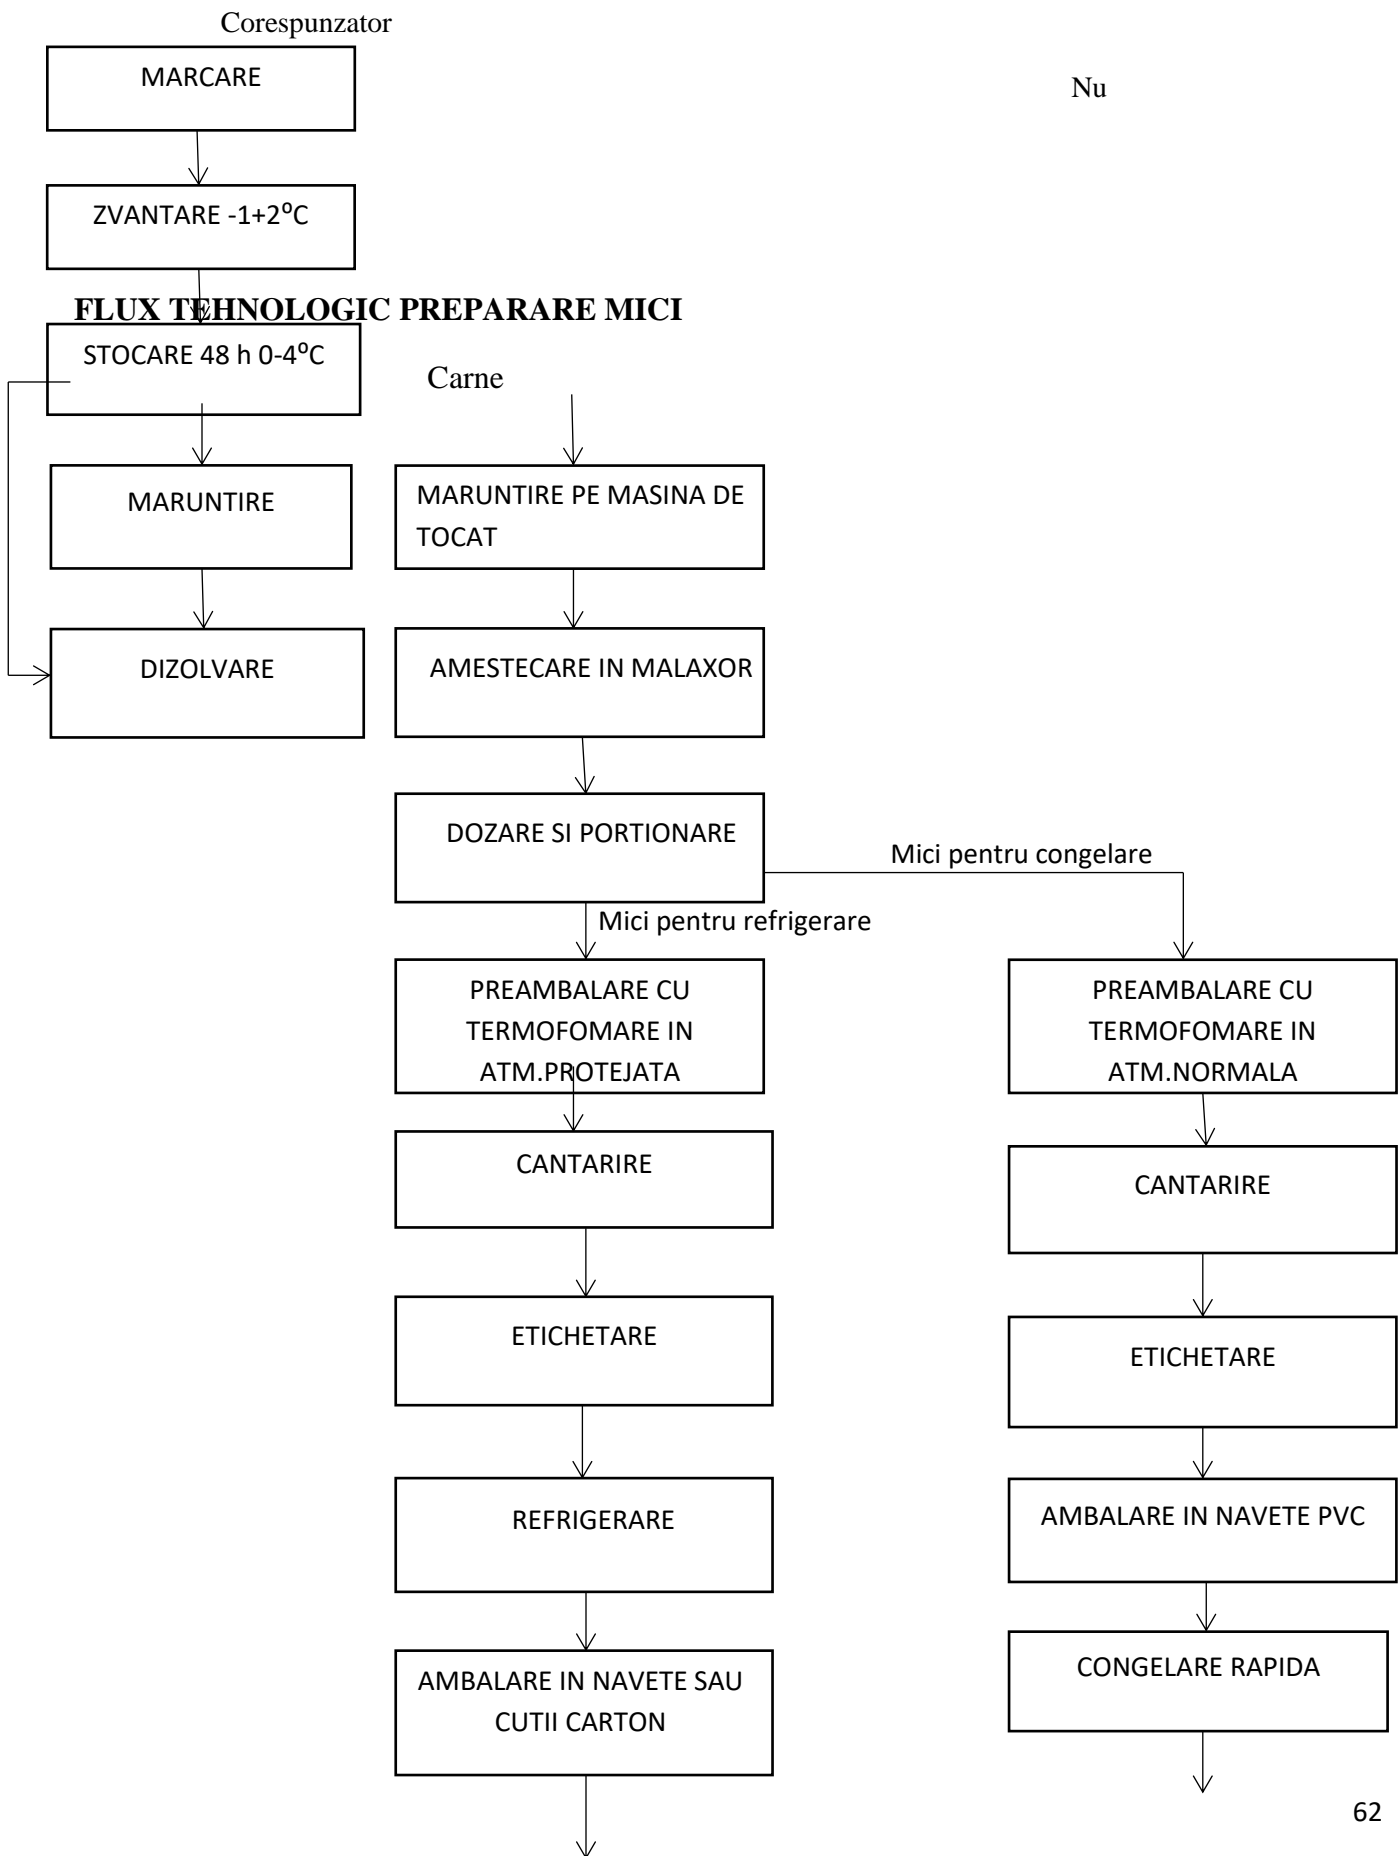 Corespunzator
MARCARE
Nu
ZVANTARE -1+2⁰C
FLUX TEHNOLOGIC PREPARARE MICI
STOCARE 48 h 0-4⁰C
Carne
MARUNTIRE
MARUNTIRE PE MASINA DE
TOCAT
DIZOLVARE
AMESTECARE IN MALAXOR
DOZARE SI PORTIONARE
Mici pentru congelare
Mici pentru refrigerare
PREAMBALARE CU
TERMOFOMARE IN
ATM.PROTEJATA
PREAMBALARE CU
TERMOFOMARE IN
ATM.NORMALA
CANTARIRE
CANTARIRE
ETICHETARE
ETICHETARE
REFRIGERARE
AMBALARE IN NAVETE PVC
AMBALARE IN NAVETE SAU
CUTII CARTON
CONGELARE RAPIDA
62